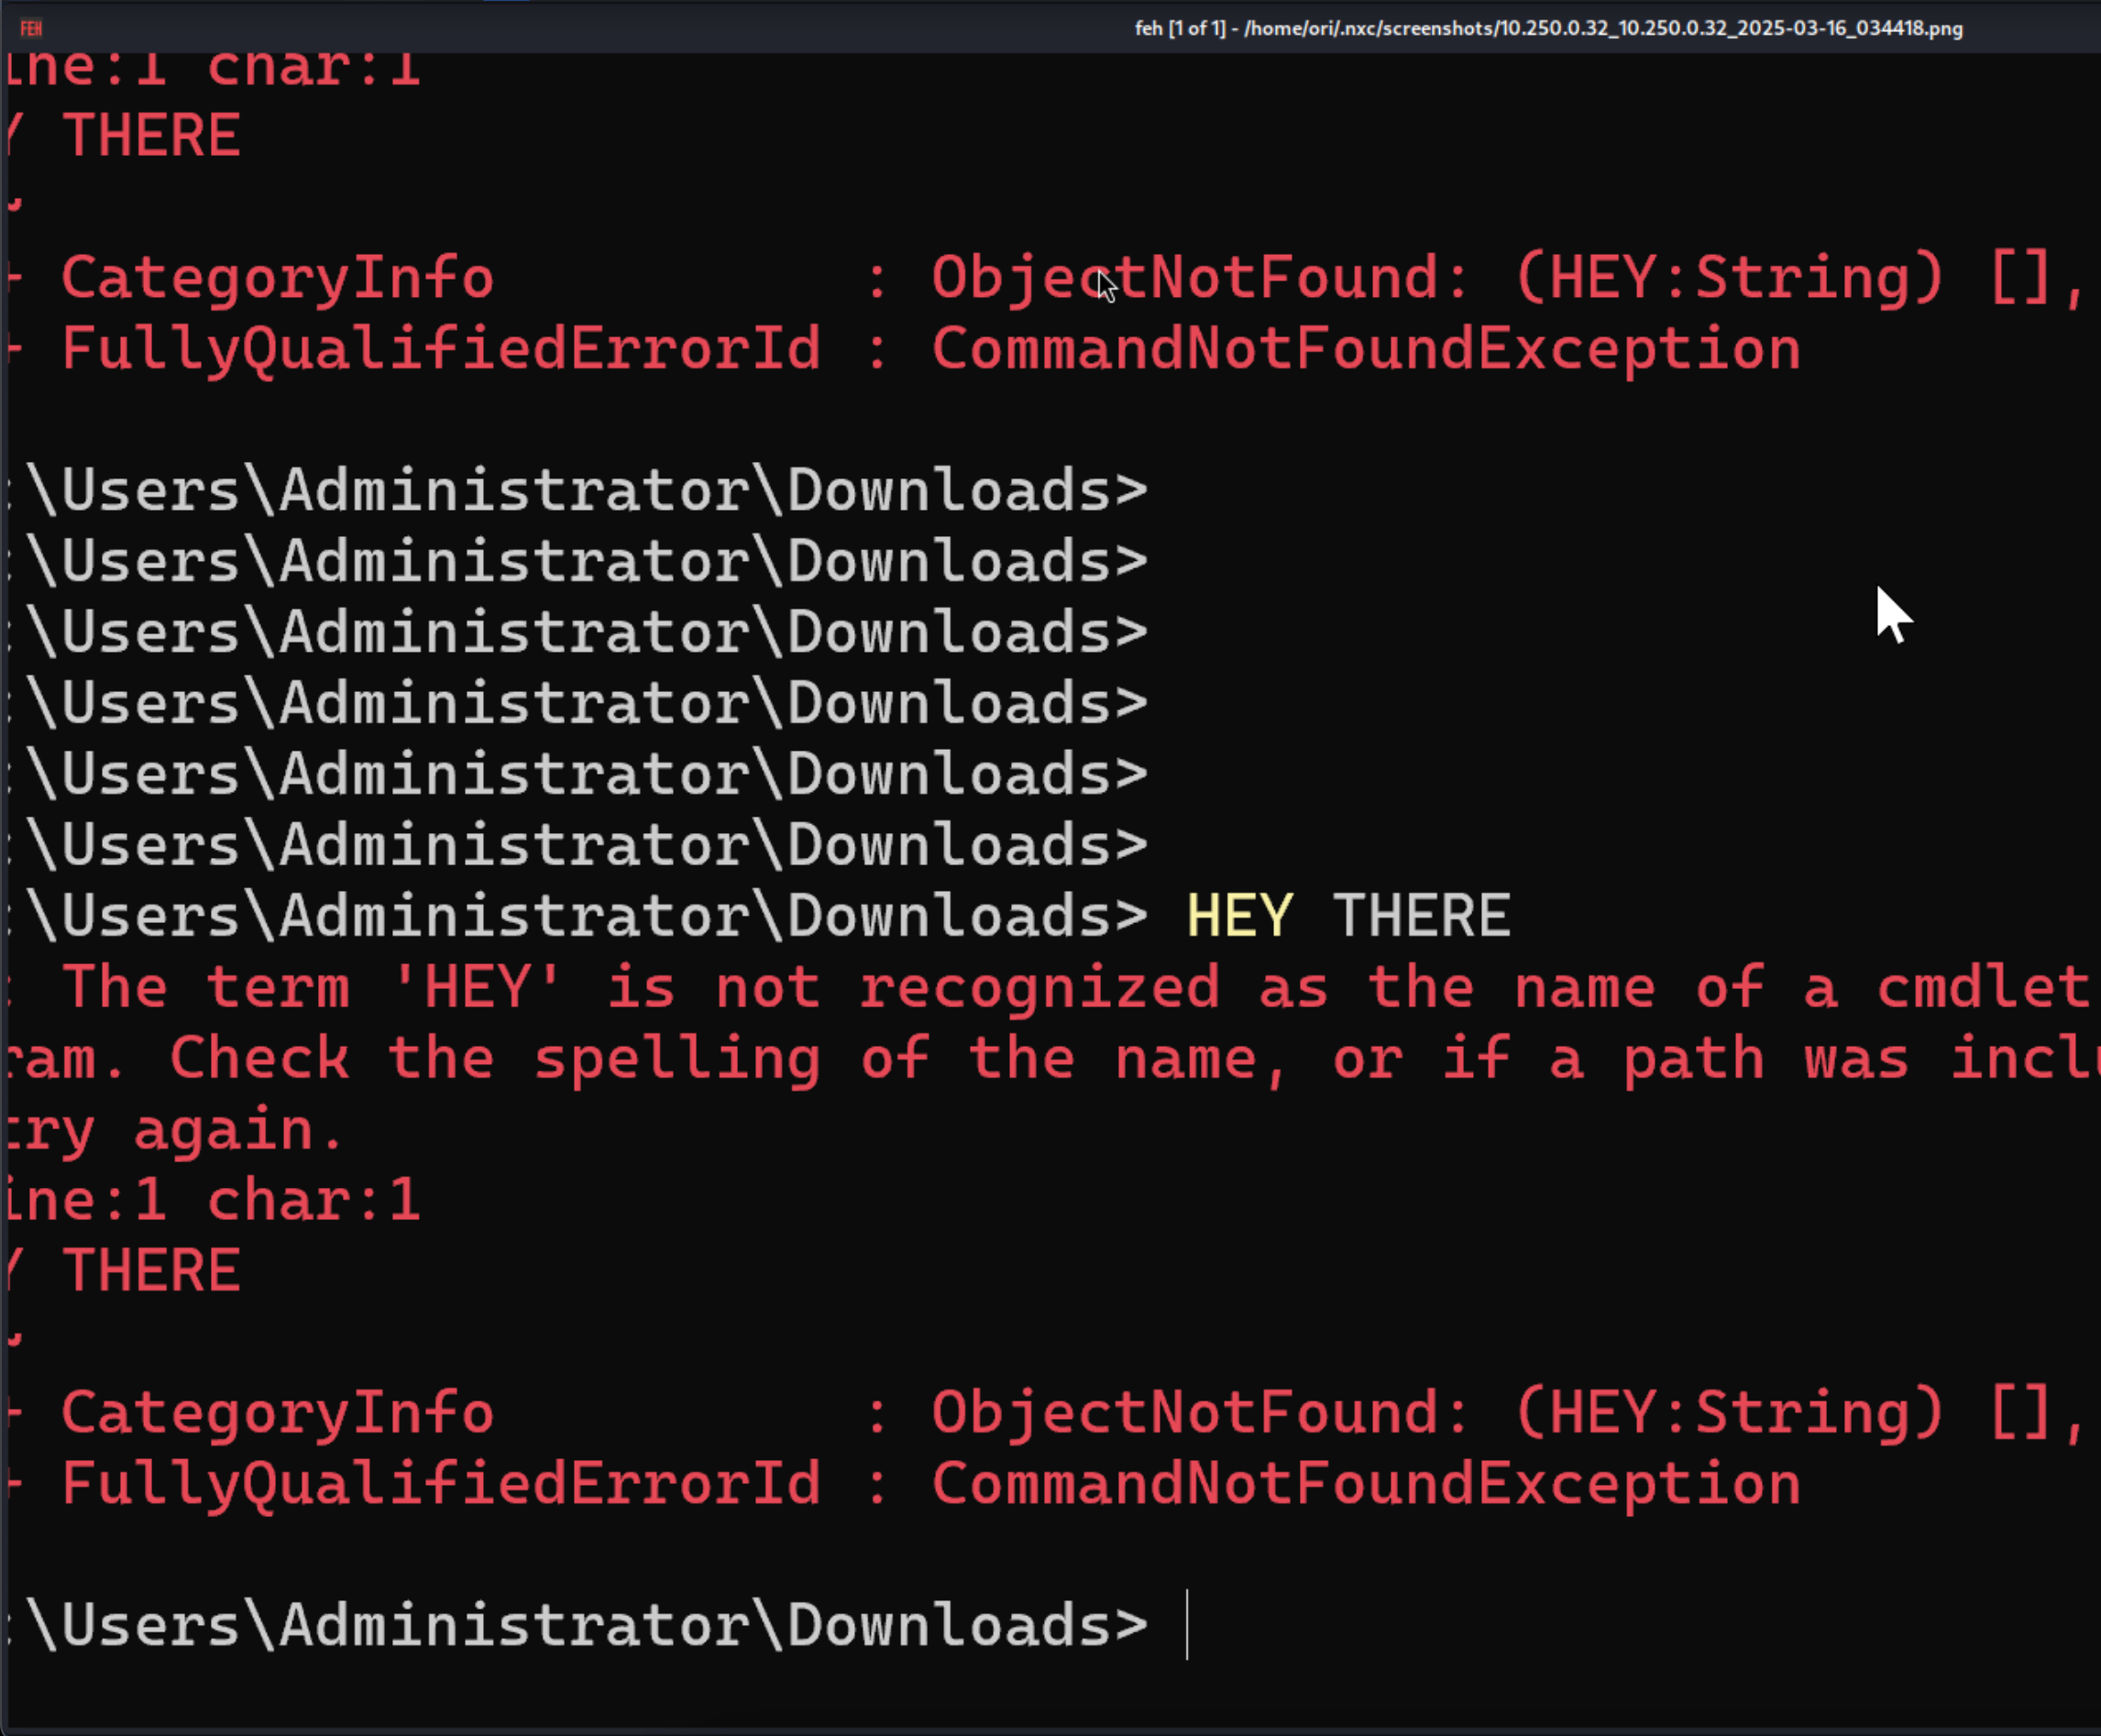 FEH feh [1 of 1] - /home/ori/.nxc/screenshots/10.250.0.32_10.250.0.32_2025-03-16_034418.png
ine:1 char:1
Y THERE
~
+ CategoryInfo          : ObjectNotFound: (HEY:String) [],
+ FullyQualifiedErrorId : CommandNotFoundException
:\Users\Administrator\Downloads>
:\Users\Administrator\Downloads>
:\Users\Administrator\Downloads>
:\Users\Administrator\Downloads>
:\Users\Administrator\Downloads>
:\Users\Administrator\Downloads>
:\Users\Administrator\Downloads> HEY THERE
: The term 'HEY' is not recognized as the name of a cmdlet
ram. Check the spelling of the name, or if a path was inclu
try again.
ine:1 char:1
Y THERE
~
+ CategoryInfo          : ObjectNotFound: (HEY:String) [],
+ FullyQualifiedErrorId : CommandNotFoundException
:\Users\Administrator\Downloads>